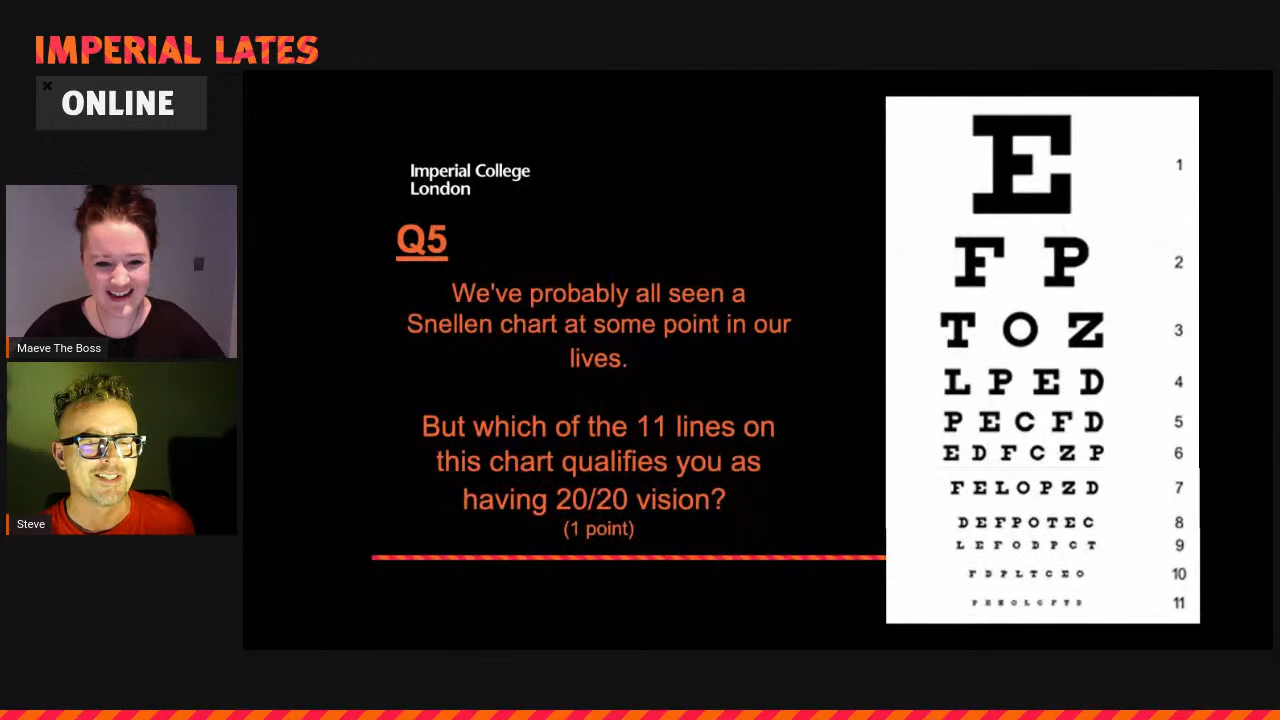 IMPERIAL LATES
ONLINE
Imperial College
London
Q5
We've probably all seen a
Snellen chart at some point in our
lives.
But which of the 11 lines on
this chart qualifies you as
having 20/20 vision?
(1 point)
E 1
F P 2
T O Z 3
L P E D 4
P E C F D 5
E D F C Z P 6
F E L O P Z D 7
D E F P O T E C 8
L E F O D P C T 9
F D P L T C E O 10
11
Maeve The Boss
Steve